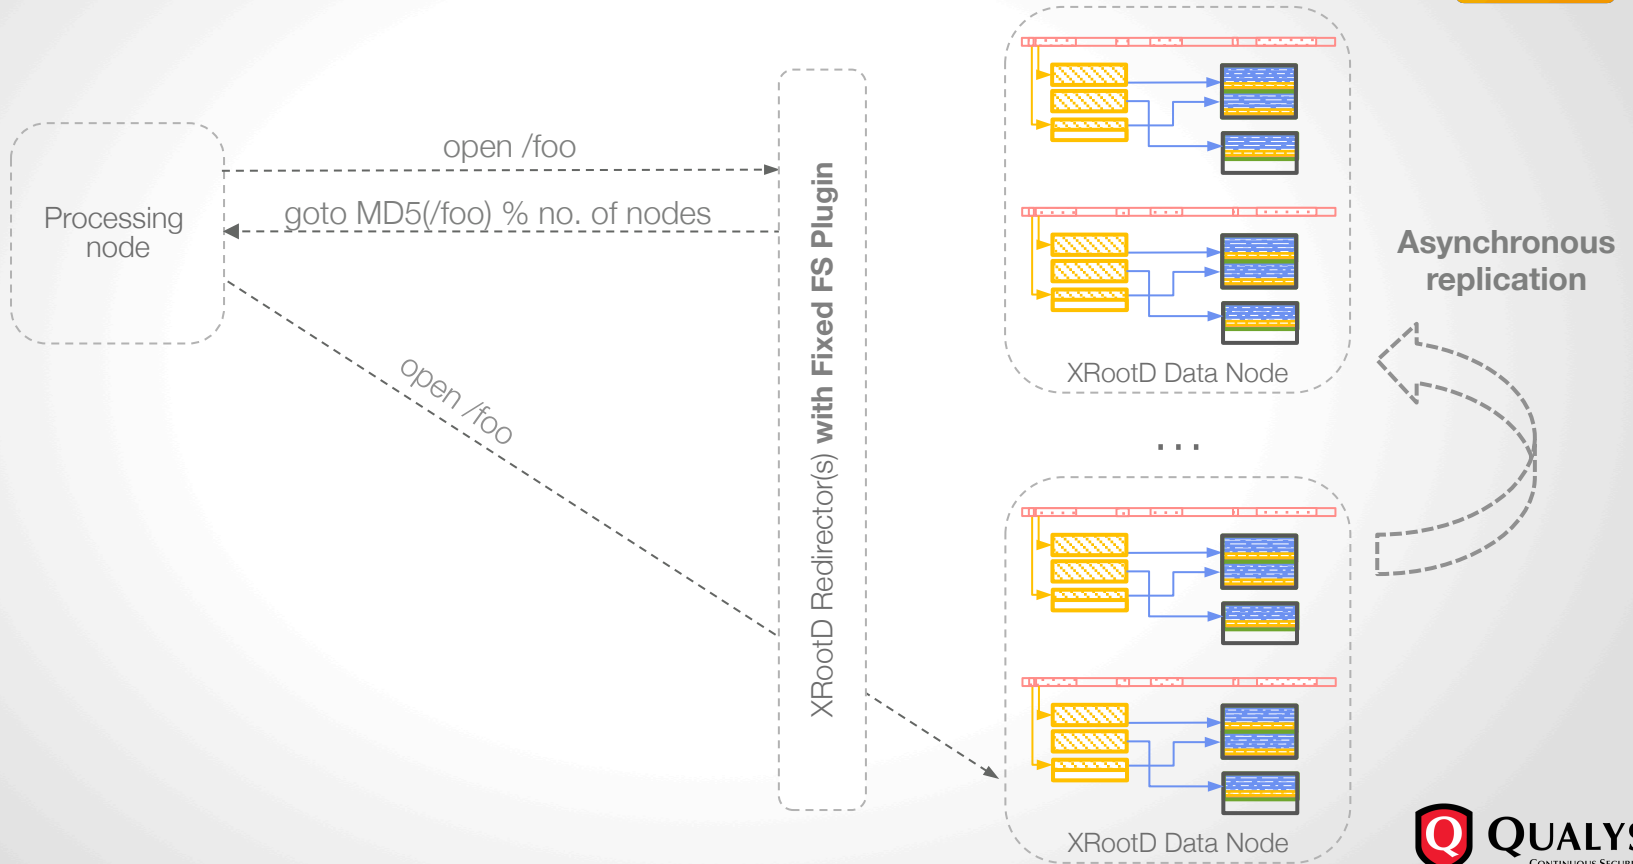 open /foo
goto MD5(/foo) % no. of nodes
Processing
node
open /foo
XRootD Redirector(s) with Fixed FS Plugin
XRootD Data Node
Asynchronous
replication
...
XRootD Data Node
Q
QUALYS